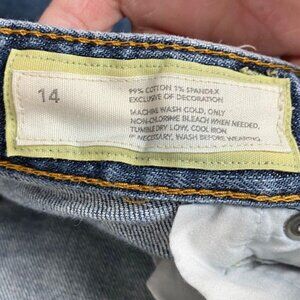 14
99% COTTON 1% SPANDEX
EXCLUSIVE OF DECORATION
MACHINE WASH COLD, ONLY
NON-CHLORINE BLEACH WHEN NEEDED,
TUMBLE DRY LOW, COOL IRON
IF NECESSARY, WASH BEFORE WEARING